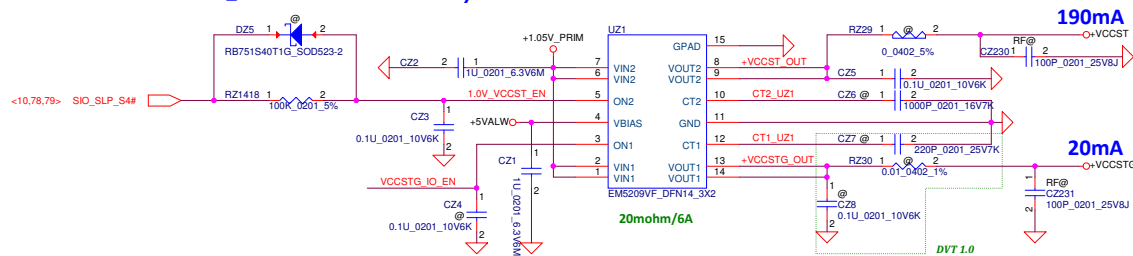 190mA
DZ5 1 @ 2
RB751S40T1G_SOD523-2
RZ29 1 @ 2
0_0402_5%
+VCCST
RF@
CZ230 1 2
100P_0201_25V8J
+1.05V_PRIM
UZ1
GPAD 15
CZ2 2 1
1U_0201_6.3V6M
7 VIN2
6 VIN2
VOUT2 8 +VCCST_OUT
VOUT2 9
CZ5 1 2
0.1U_0201_10V6K
<10,78,79> SIO_SLP_S4#
RZ1418 1 2
100K_0201_5%
1.0V_VCCST_EN
5 ON2
CT2 10 CT2_UZ1
CZ6 @ 1 2
1000P_0201_16V7K
CZ3 1 2
0.1U_0201_10V6K
+5VALW
4 VBIAS
GND 11
3 ON1
CT1 12 CT1_UZ1
CZ7 @ 1 2
220P_0201_25V7K
CZ1 1 2
1U_0201_6.3V6M
2 VIN1
1 VIN1
VOUT1 13 +VCCSTG_OUT
VOUT1 14
RZ30 1 @ 2
0.01_0402_1%
20mA
+VCCSTG
VCCSTG_IO_EN
EM5209VF_DFN14_3X2
20mohm/6A
CZ4 1 2
@
0.1U_0201_10V6K
@
CZ8 1 2
0.1U_0201_10V6K
RF@
CZ231 1 2
100P_0201_25V8J
DVT 1.0